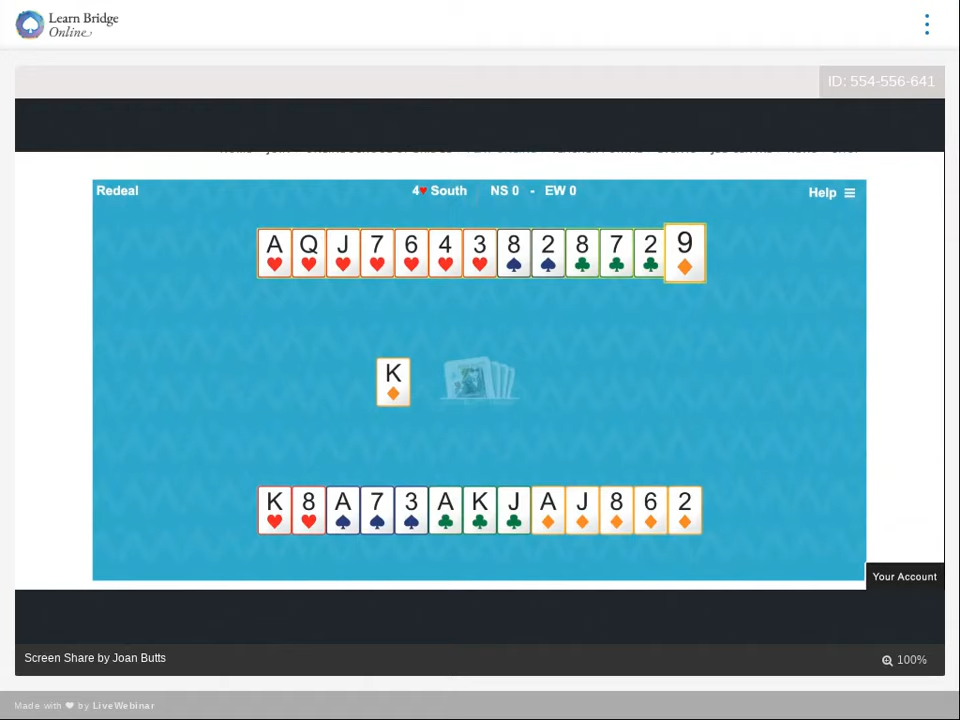 Learn Bridge
Online
ID: 554-556-641
Redeal 4♥ South NS 0 - EW 0 Help
A Q J 7 6 4 3 8 2 8 7 2 9
K
K 8 A 7 3 A K J A J 8 6 2
Your Account
Screen Share by Joan Butts
100%
Made with ❤ by LiveWebinar